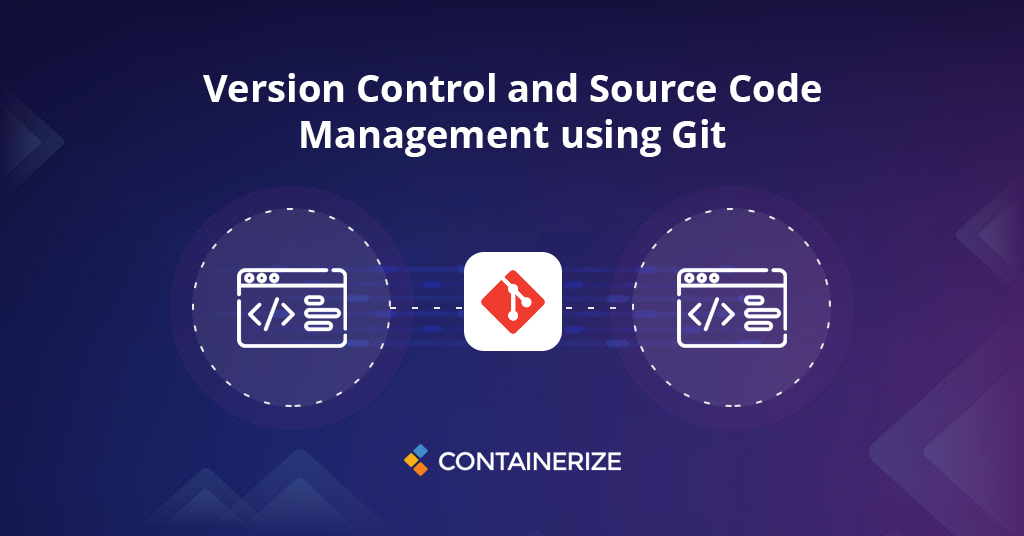 Version Control and Source Code
Management using Git
</>
</>
CONTAINERIZE